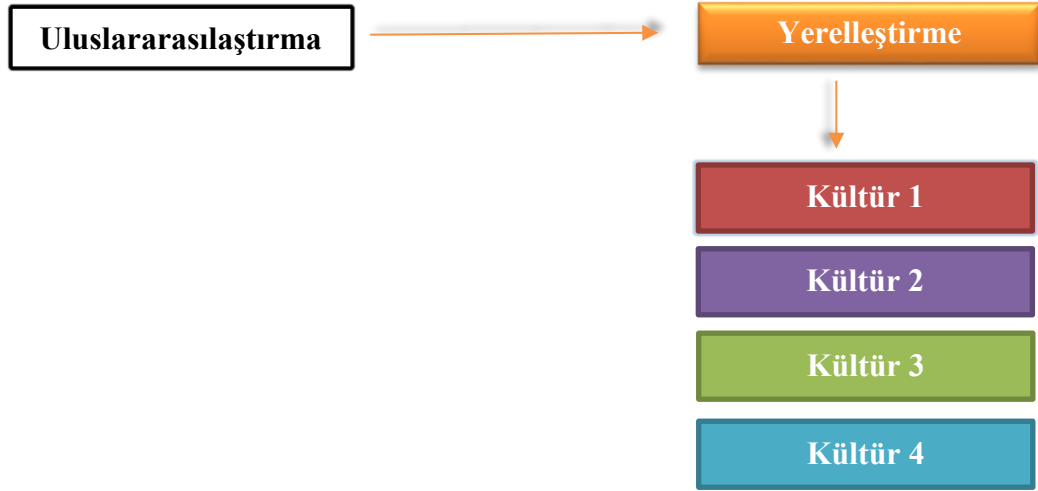 Uluslararasılaştırma
Yerelleştirme
Kültür 1
Kültür 2
Kültür 3
Kültür 4